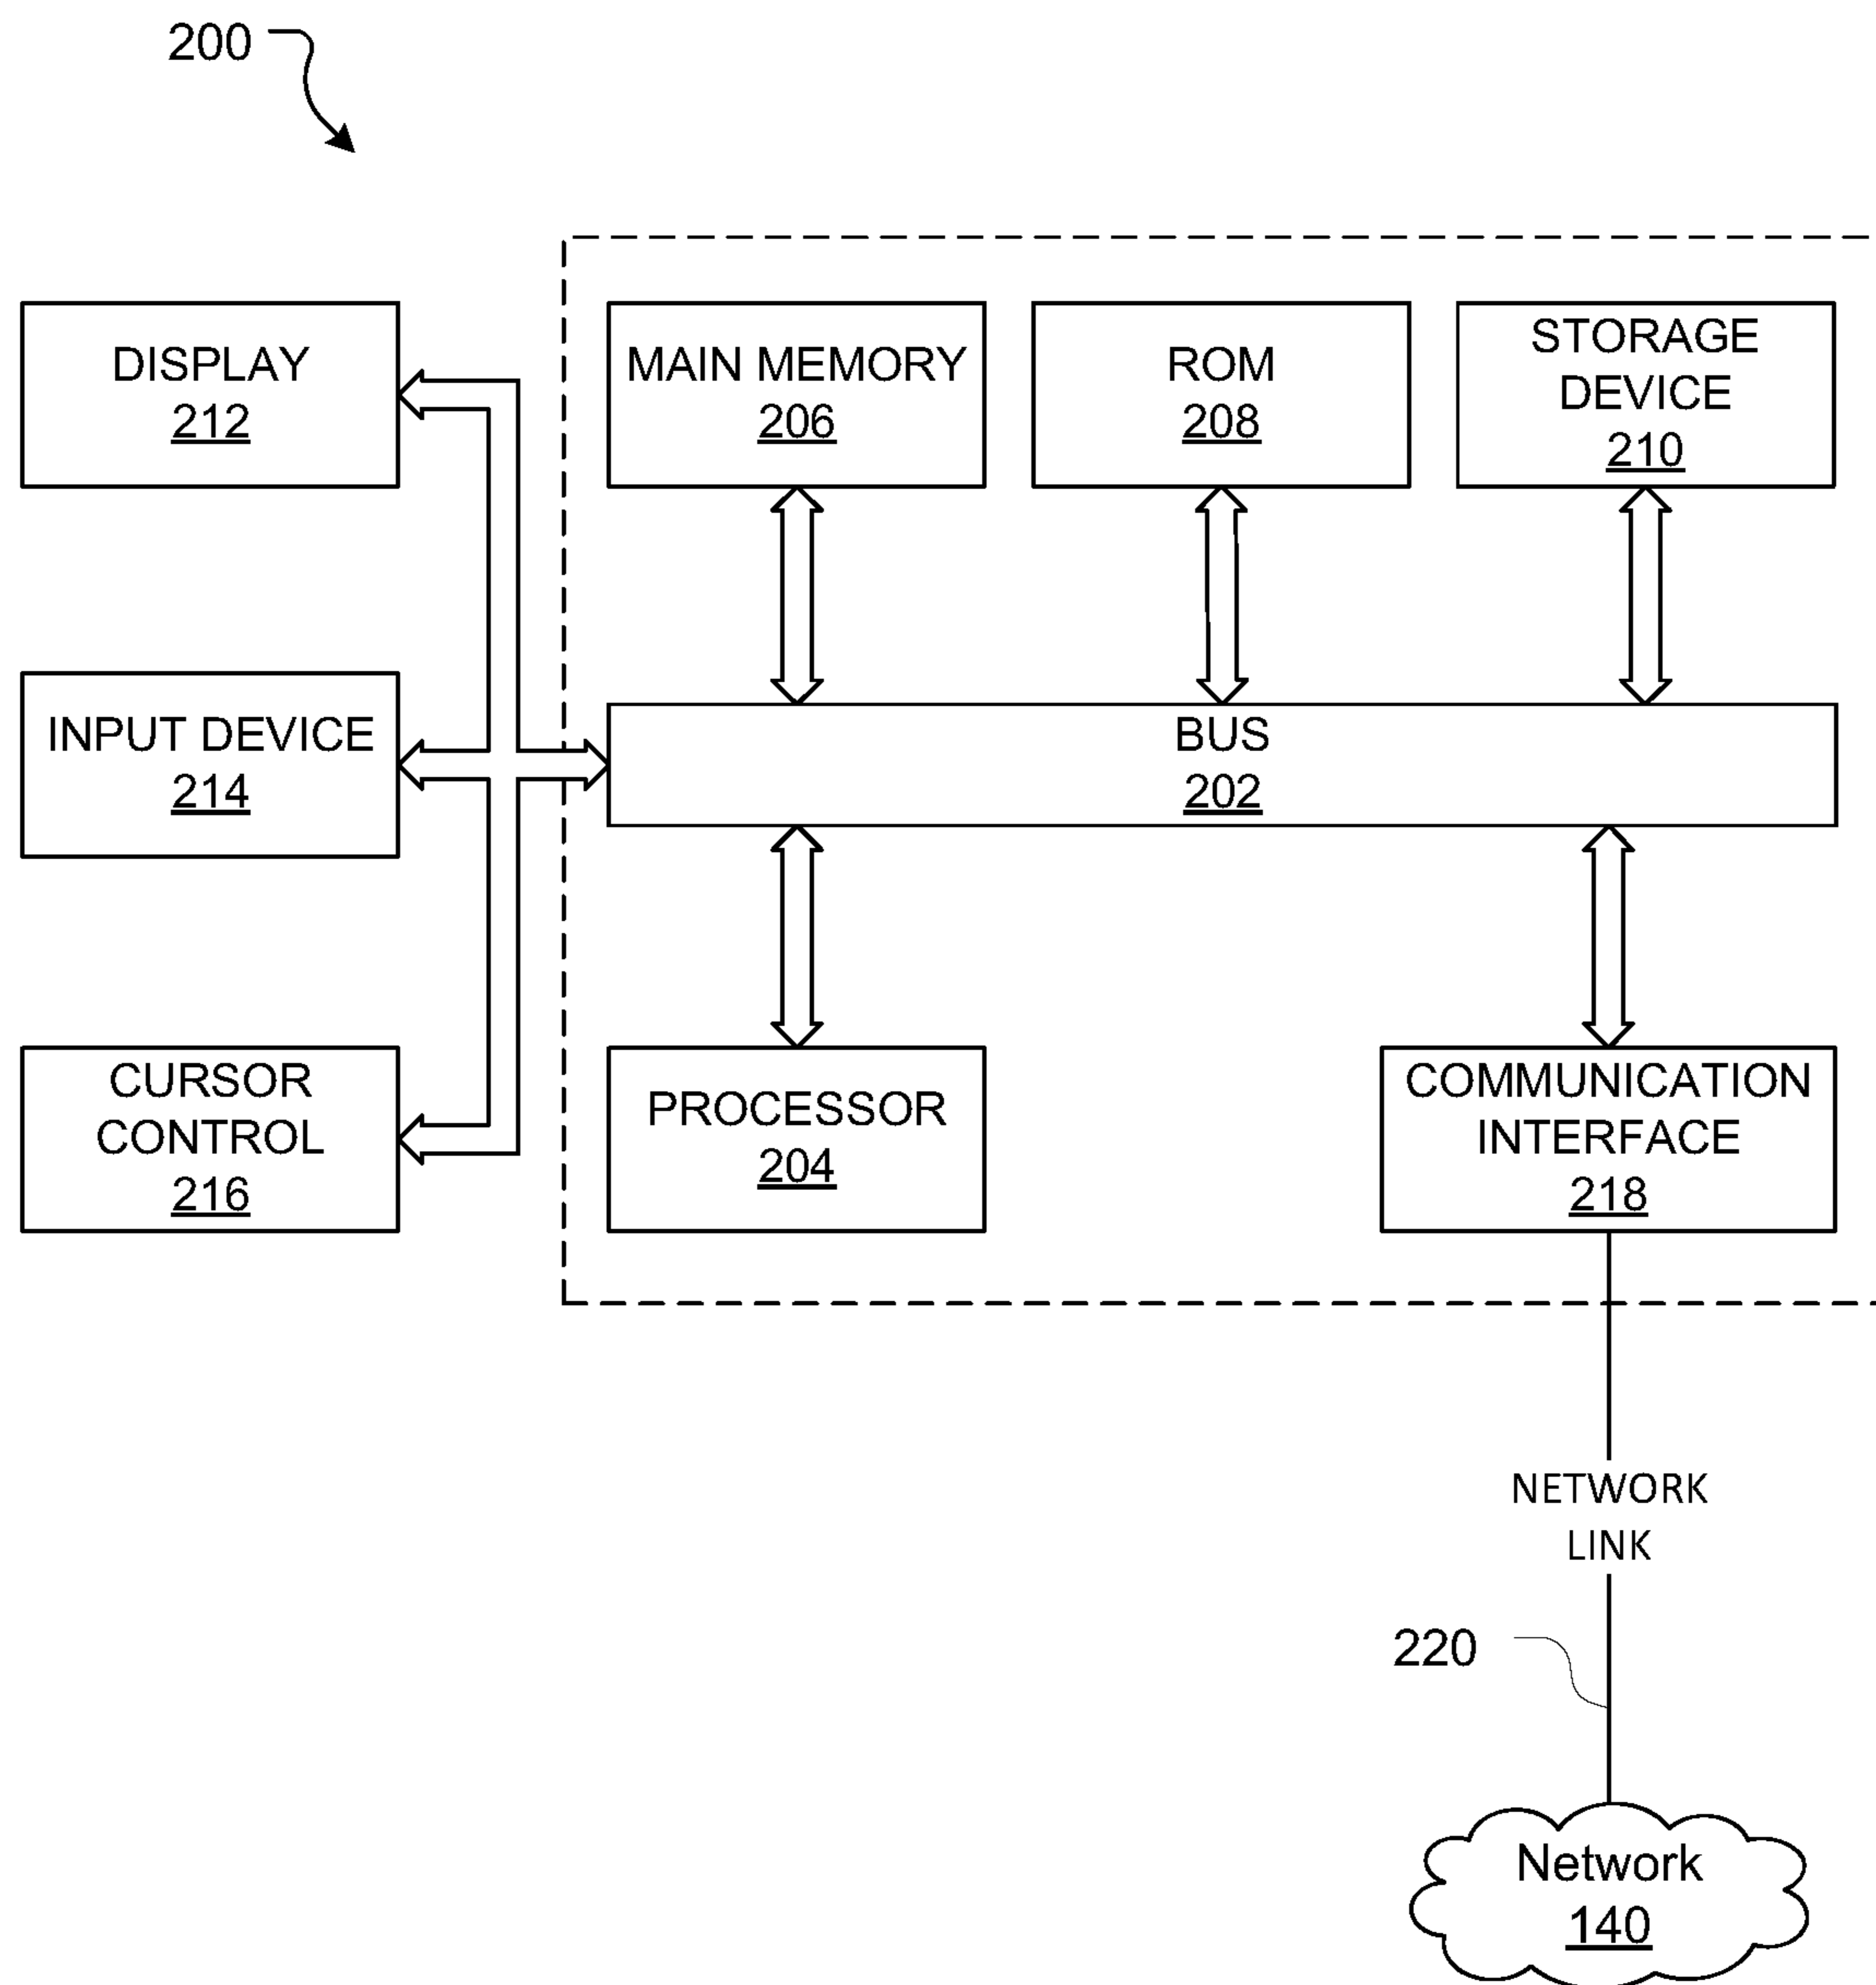 200
DISPLAY
212
MAIN MEMORY
206
ROM
208
STORAGE
DEVICE
210
INPUT DEVICE
214
BUS
202
CURSOR
CONTROL
216
PROCESSOR
204
COMMUNICATION
INTERFACE
218
NETWORK
LINK
220
Network
140